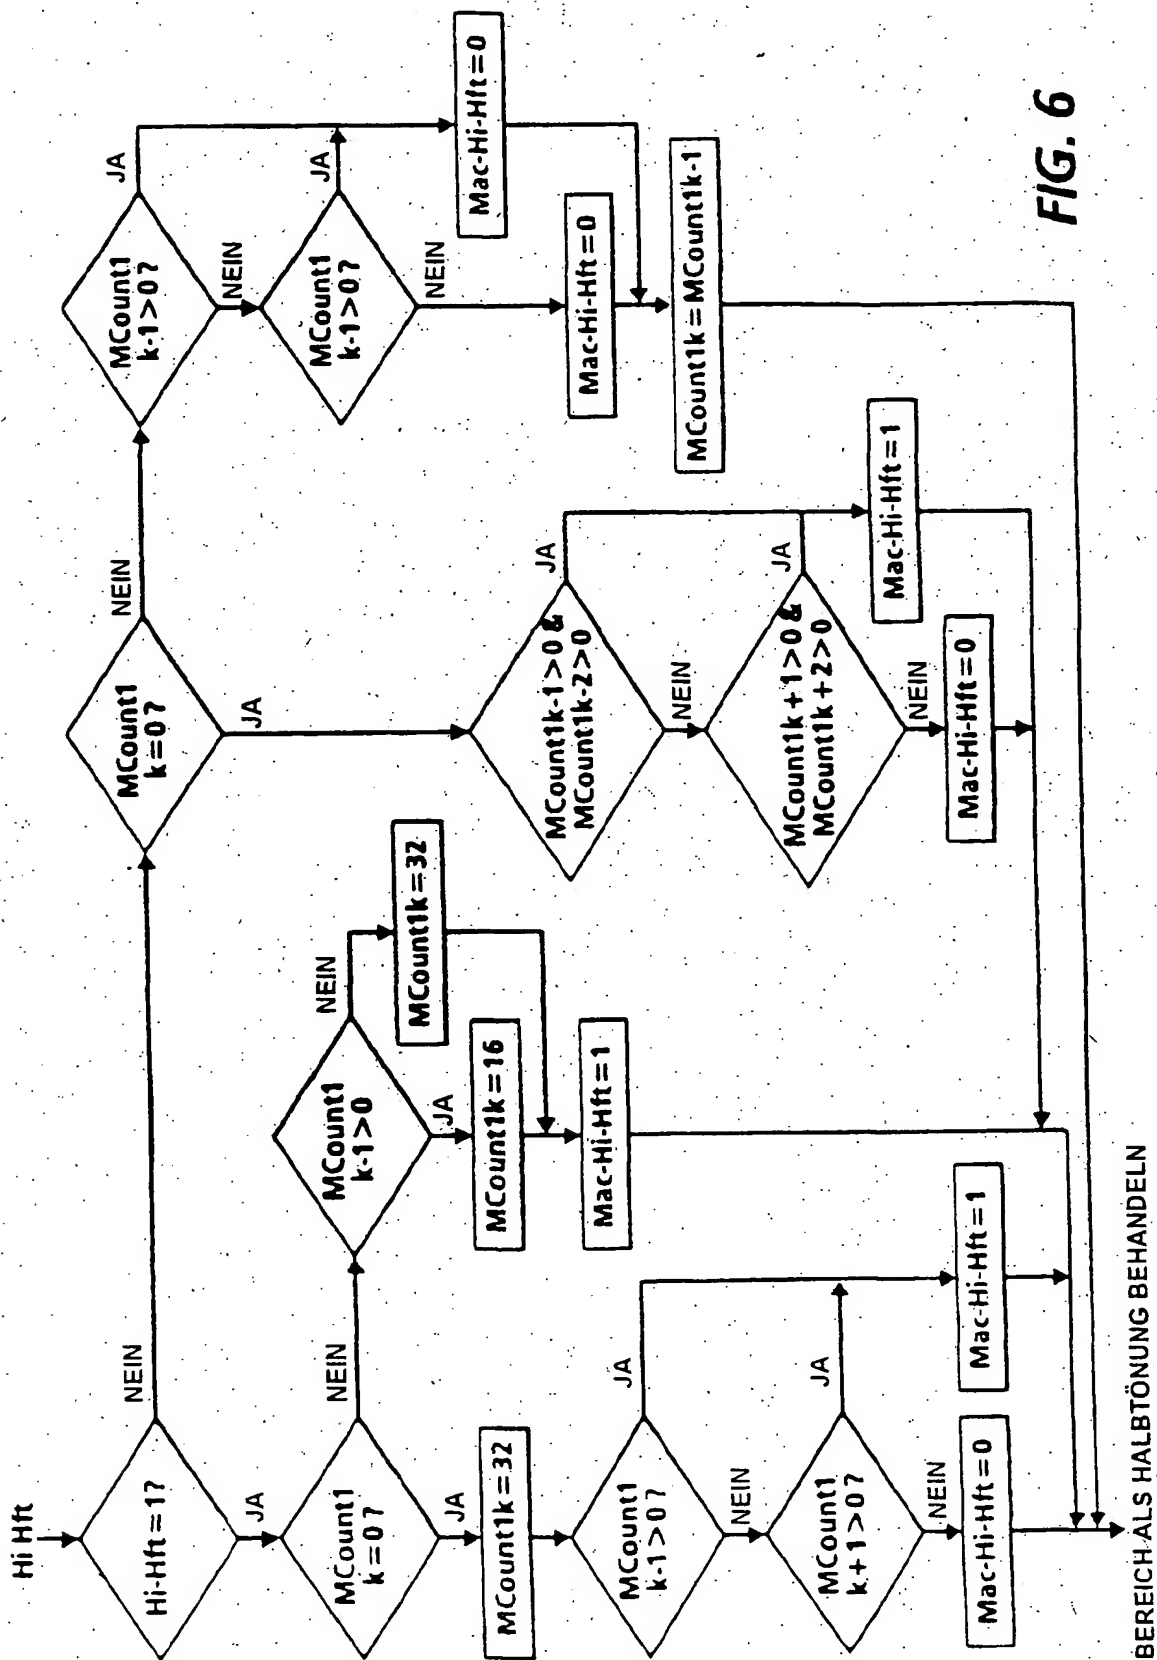 Hi Hft
Hi-Hft=1?
NEIN
JA
MCount1
k=0?
NEIN
JA
MCount1k=32
MCount1
k-1>0?
JA
NEIN
MCount1
k+1>0?
JA
NEIN
Mac-Hi-Hft=0
Mac-Hi-Hft=1
MCount1
k-1>0
NEIN
JA
MCount1k=32
MCount1k=16
Mac-Hi-Hft=1
MCount1
k=0?
NEIN
JA
MCount1k-1>0&
MCount1k-2>0
JA
NEIN
MCount1k+1>0&
MCount1k+2>0
JA
NEIN
Mac-Hi-Hft=1
Mac-Hi-Hft=0
MCount1
k-1>0?
JA
NEIN
MCount1
k-1>0?
JA
NEIN
Mac-Hi-Hft=0
Mac-Hi-Hft=0
MCount1k=MCount1k-1
BEREICH ALS HALBTÖNUNG BEHANDELN
FIG. 6